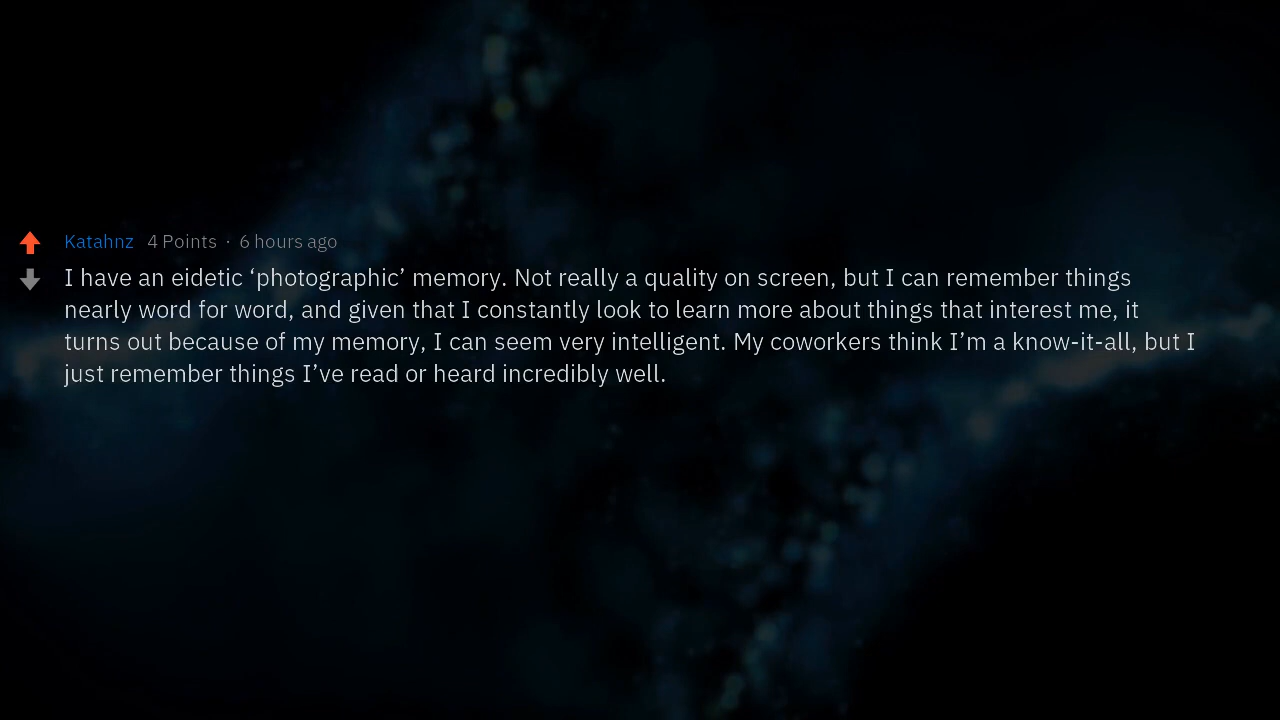 Katahnz 4 Points · 6 hours ago
I have an eidetic ‘photographic’ memory. Not really a quality on screen, but I can remember things
nearly word for word, and given that I constantly look to learn more about things that interest me, it
turns out because of my memory, I can seem very intelligent. My coworkers think I’m a know-it-all, but I
just remember things I’ve read or heard incredibly well.